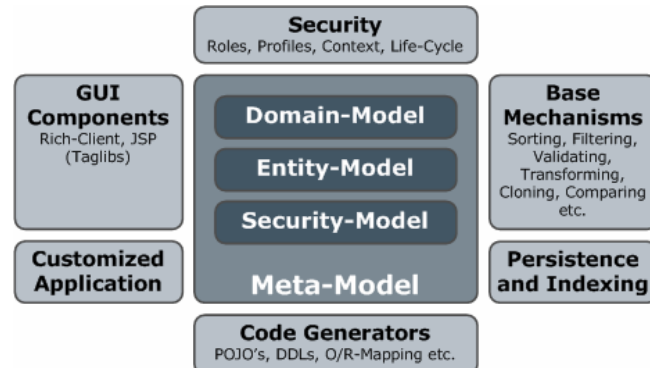 Security
Roles, Profiles, Context, Life-Cycle
GUI
Components
Rich-Client, JSP
(Taglibs)
Domain-Model
Entity-Model
Security-Model
Meta-Model
Base
Mechanisms
Sorting, Filtering,
Validating,
Transforming,
Cloning, Comparing
etc.
Customized
Application
Persistence
and Indexing
Code Generators
POJO's, DDLs, O/R-Mapping etc.